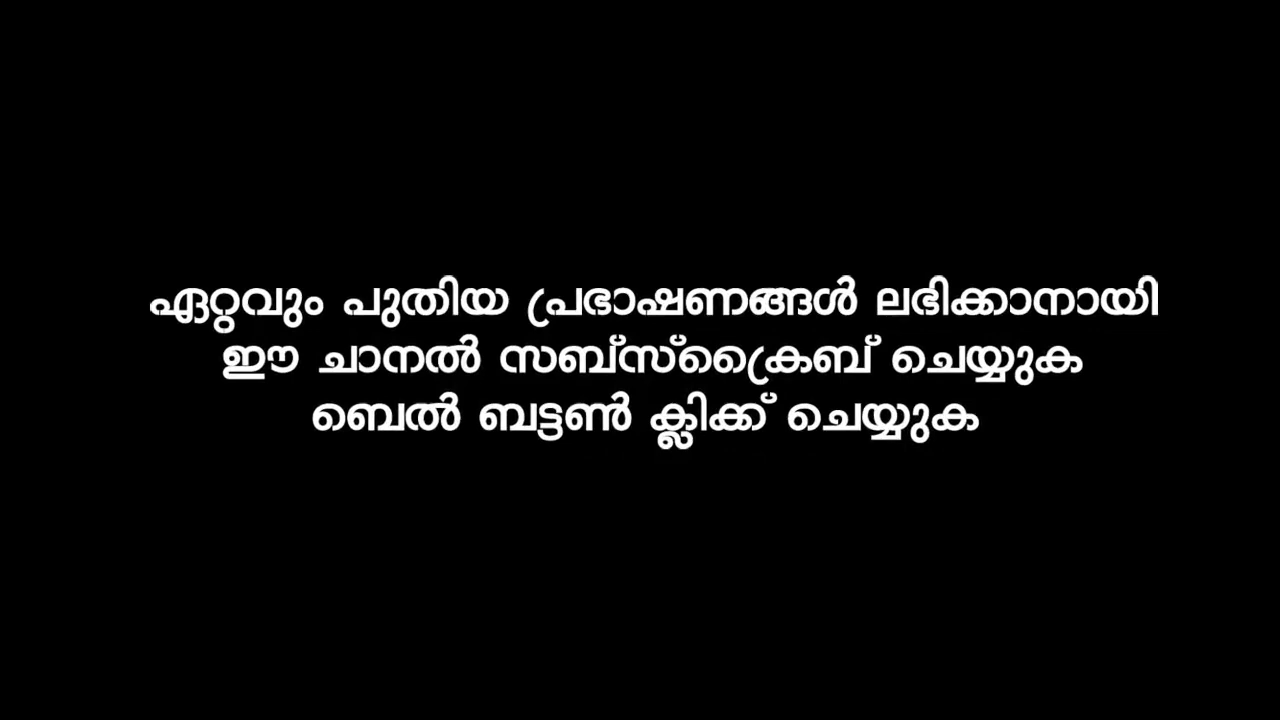 ഏറ്റവും പുതിയ പ്രഭാഷണങ്ങൾ ലഭിക്കാനായി
ഈ ചാനൽ സബ്സ്ക്രൈബ് ചെയ്യുക
ബെൽ ബട്ടൺ ക്ലിക്ക് ചെയ്യുക